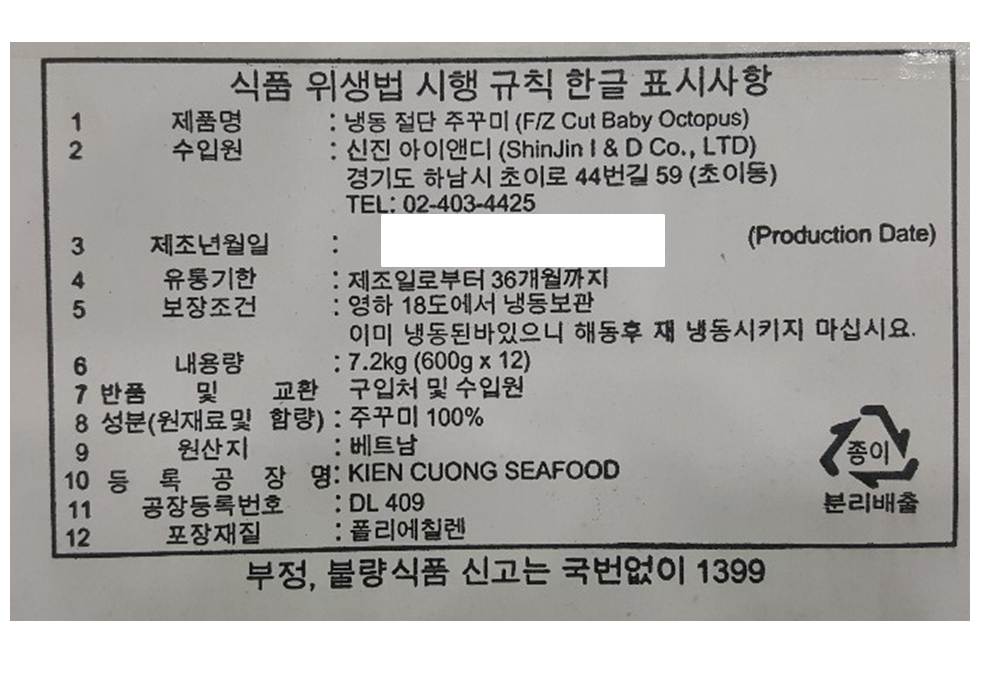 식품 위생법 시행 규칙 한글 표시사항
1 제품명 : 냉동 절단 주꾸미 (F/Z Cut Baby Octopus)
2 수입원 : 신진 아이앤디 (ShinJin I & D Co., LTD)
경기도 하남시 초이로 44번길 59 (초이동)
TEL: 02-403-4425
3 제조년월일 : (Production Date)
4 유통기한 : 제조일로부터 36개월까지
5 보장조건 : 영하 18도에서 냉동보관
이미 냉동된바있으니 해동후 재 냉동시키지 마십시요.
6 내용량 : 7.2kg (600g x 12)
7 반품 및 교환 구입처 및 수입원
8 성분(원재료및 함량) : 주꾸미 100%
9 원산지 : 베트남
10 등 록 공 장 명: KIEN CUONG SEAFOOD
11 공장등록번호 : DL 409
12 포장재질 : 폴리에칠렌
종이
분리배출
부정, 불량식품 신고는 국번없이 1399